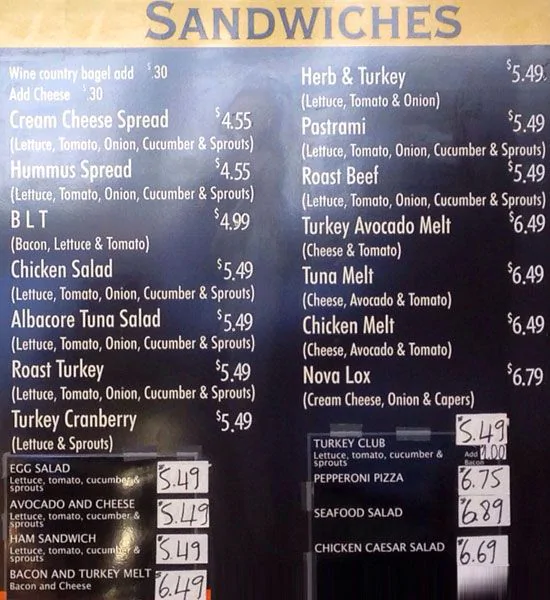 SANDWICHES
Wine country bagel add $.30
Add Cheese $.30
Cream Cheese Spread $4.55
(Lettuce, Tomato, Onion, Cucumber & Sprouts)
Hummus Spread $4.55
(Lettuce, Tomato, Onion, Cucumber & Sprouts)
B L T $4.99
(Bacon, Lettuce & Tomato)
Chicken Salad $5.49
(Lettuce, Tomato, Onion, Cucumber & Sprouts)
Albacore Tuna Salad $5.49
(Lettuce, Tomato, Onion, Cucumber & Sprouts)
Roast Turkey $5.49
(Lettuce, Tomato, Onion, Cucumber & Sprouts)
Turkey Cranberry $5.49
(Lettuce & Sprouts)
EGG SALAD $5.49
Lettuce, tomato, cucumber &
sprouts
AVOCADO AND CHEESE $5.49
Lettuce, tomato, cucumber &
sprouts
HAM SANDWICH $5.49
Lettuce, tomato, cucumber &
sprouts
BACON AND TURKEY MELT $6.49
Bacon and Cheese
Herb & Turkey $5.49
(Lettuce, Tomato & Onion)
Pastrami $5.49
(Lettuce, Tomato, Onion, Cucumber & Sprouts)
Roast Beef $5.49
(Lettuce, Tomato, Onion, Cucumber & Sprouts)
Turkey Avocado Melt $6.49
(Cheese & Tomato)
Tuna Melt $6.49
(Cheese, Avocado & Tomato)
Chicken Melt $6.49
(Cheese, Avocado & Tomato)
Nova Lox $6.79
(Cream Cheese, Onion & Capers)
TURKEY CLUB $5.49
Lettuce, tomato, cucumber & Add
sprouts Bacon
PEPPERONI PIZZA $6.75
SEAFOOD SALAD $6.89
CHICKEN CAESAR SALAD $6.69